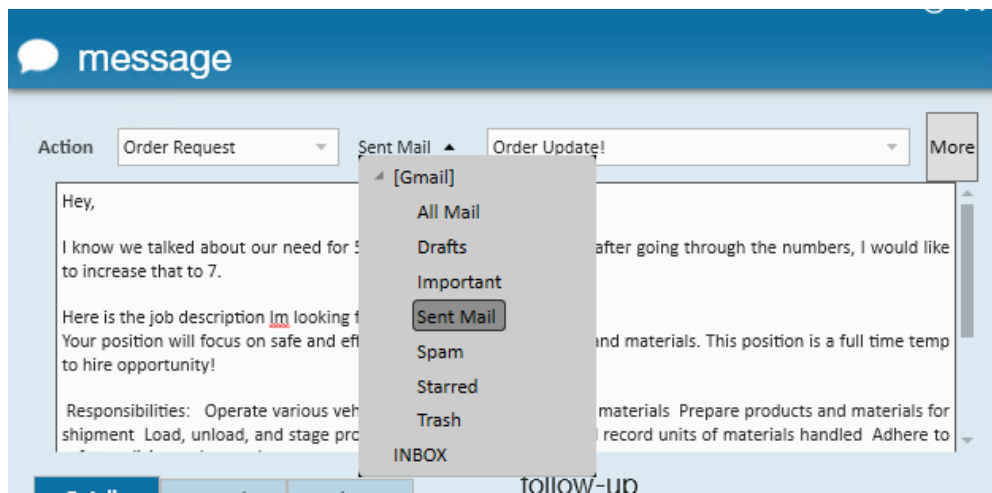 message
Action Order Request Sent Mail Order Update! More
[Gmail]
All Mail
Drafts
Important
Sent Mail
Spam
Starred
Trash
INBOX
Hey,
I know we talked about our need for after going through the numbers, I would like
to increase that to 7.
Here is the job description Im looking
Your position will focus on safe and and materials. This position is a full time temp
to hire opportunity!
Responsibilities: Operate various materials Prepare products and materials for
shipment Load, unload, and stage record units of materials handled Adhere to
follow-up